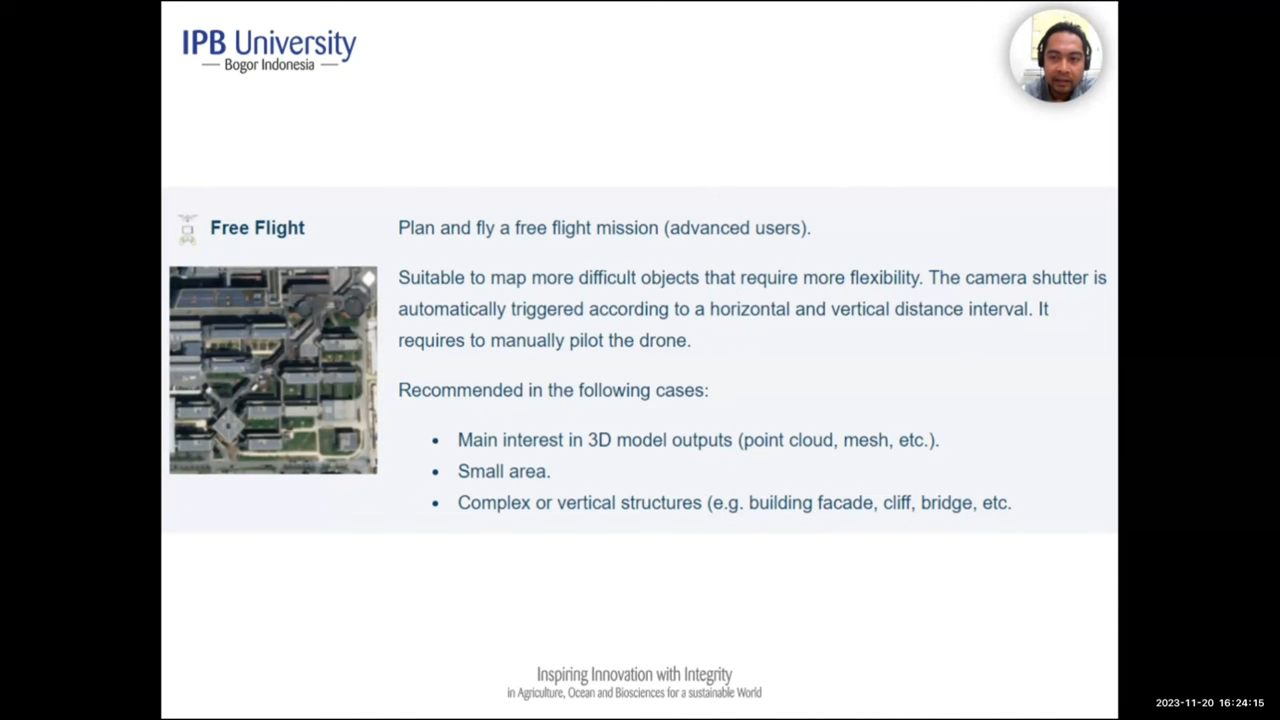 IPB University
Bogor Indonesia
Free Flight
Plan and fly a free flight mission (advanced users).
Suitable to map more difficult objects that require more flexibility. The camera shutter is
automatically triggered according to a horizontal and vertical distance interval. It
requires to manually pilot the drone.
Recommended in the following cases:
• Main interest in 3D model outputs (point cloud, mesh, etc.).
• Small area.
• Complex or vertical structures (e.g. building facade, cliff, bridge, etc.
Inspiring Innovation with Integrity
in Agriculture, Ocean and Biosciences for a sustainable World
2023-11-20 16:24:15